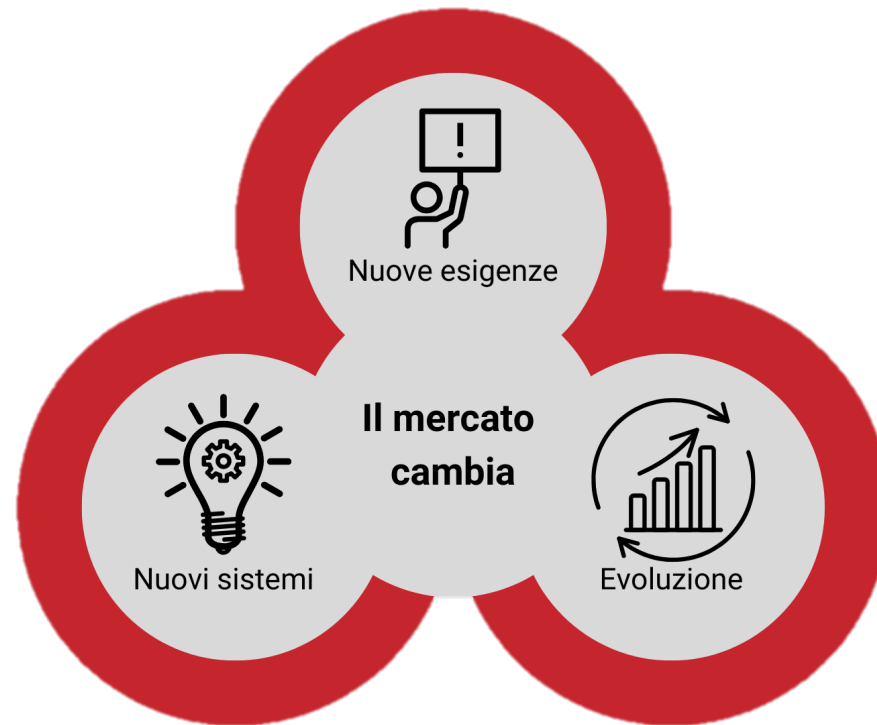 !
Nuove esigenze
Il mercato
cambia
Nuovi sistemi
Evoluzione